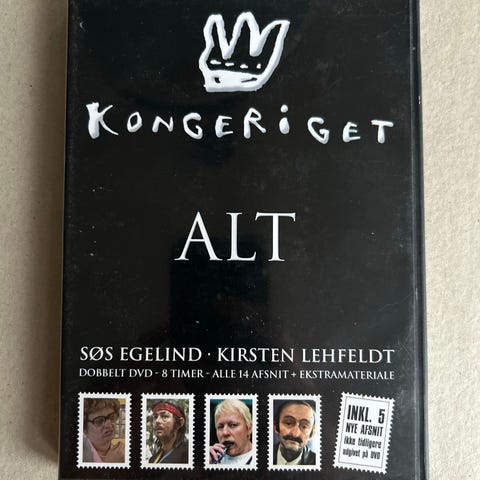 KONGERiGET
ALT
SØS EGELIND · KIRSTEN LEHFELDT
DOBBELT DVD - 8 TIMER - ALLE 14 AFSNIT + EKSTRAMATERIALE
INKL. 5
NYE AFSNIT
ikke tidligere
udgivet på DVD